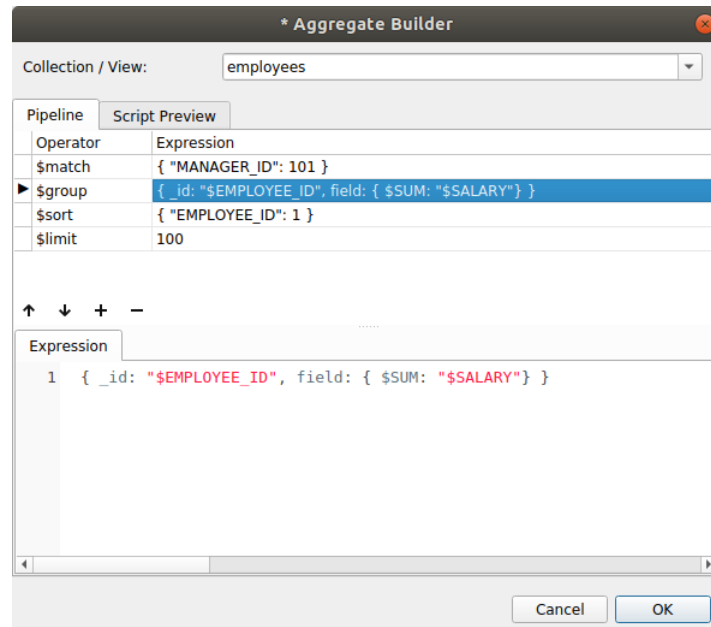 * Aggregate Builder
Collection / View: employees
Pipeline Script Preview
Operator Expression
$match { "MANAGER_ID": 101 }
$group { _id: "$EMPLOYEE_ID", field: { $SUM: "$SALARY"} }
$sort { "EMPLOYEE_ID": 1 }
$limit 100
Expression
1 { _id: "$EMPLOYEE_ID", field: { $SUM: "$SALARY"} }
Cancel OK